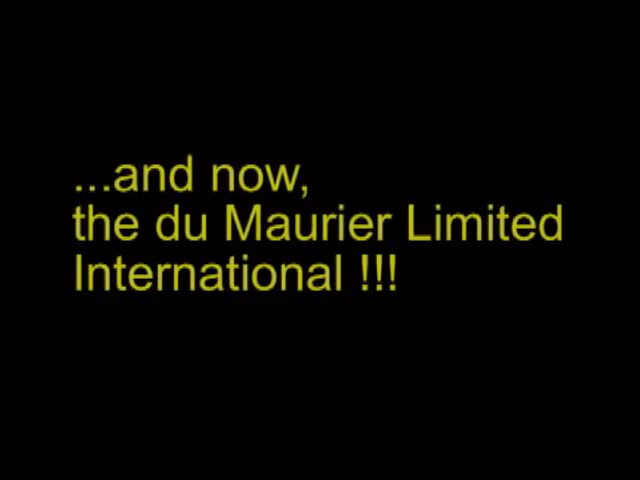 ...and now,
the du Maurier Limited
International !!!